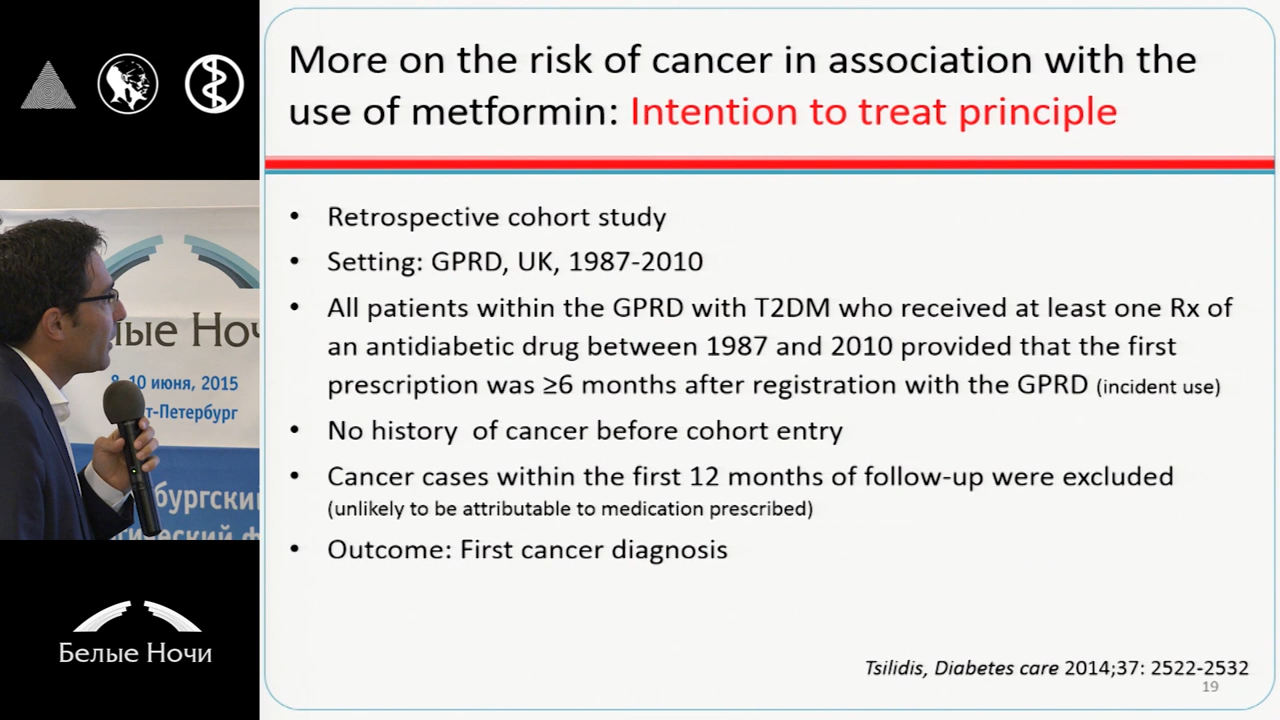 More on the risk of cancer in association with the
use of metformin: Intention to treat principle
• Retrospective cohort study
• Setting: GPRD, UK, 1987-2010
• All patients within the GPRD with T2DM who received at least one Rx of
an antidiabetic drug between 1987 and 2010 provided that the first
prescription was ≥6 months after registration with the GPRD (incident use)
• No history of cancer before cohort entry
• Cancer cases within the first 12 months of follow-up were excluded
(unlikely to be attributable to medication prescribed)
• Outcome: First cancer diagnosis
Tsilidis, Diabetes care 2014;37: 2522-2532
19
лые Ноч
8-10 июня, 2015
т-Петербург
бургский
Белые Ночи